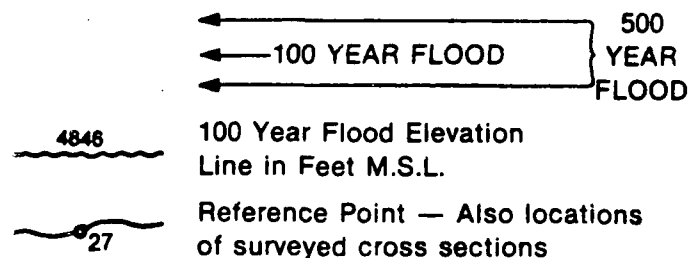 500
100 YEAR FLOOD YEAR
FLOOD
4846 100 Year Flood Elevation
Line in Feet M.S.L.
27 Reference Point — Also locations
of surveyed cross sections